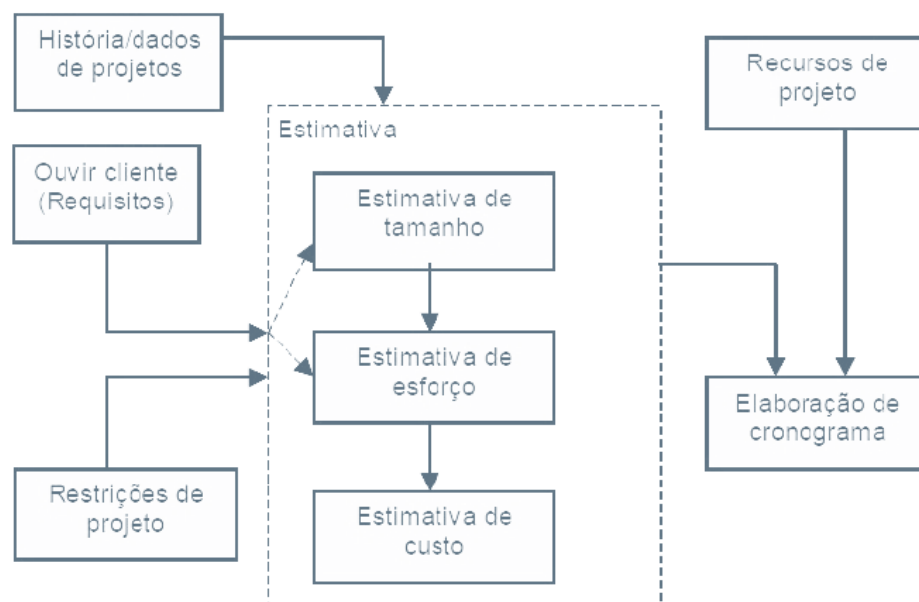 História/dados
de projetos
Recursos de
projeto
Estimativa
Ouvir cliente
(Requisitos)
Estimativa de
tamanho
Estimativa de
esforço
Elaboração de
cronograma
Restrições de
projeto
Estimativa de
custo